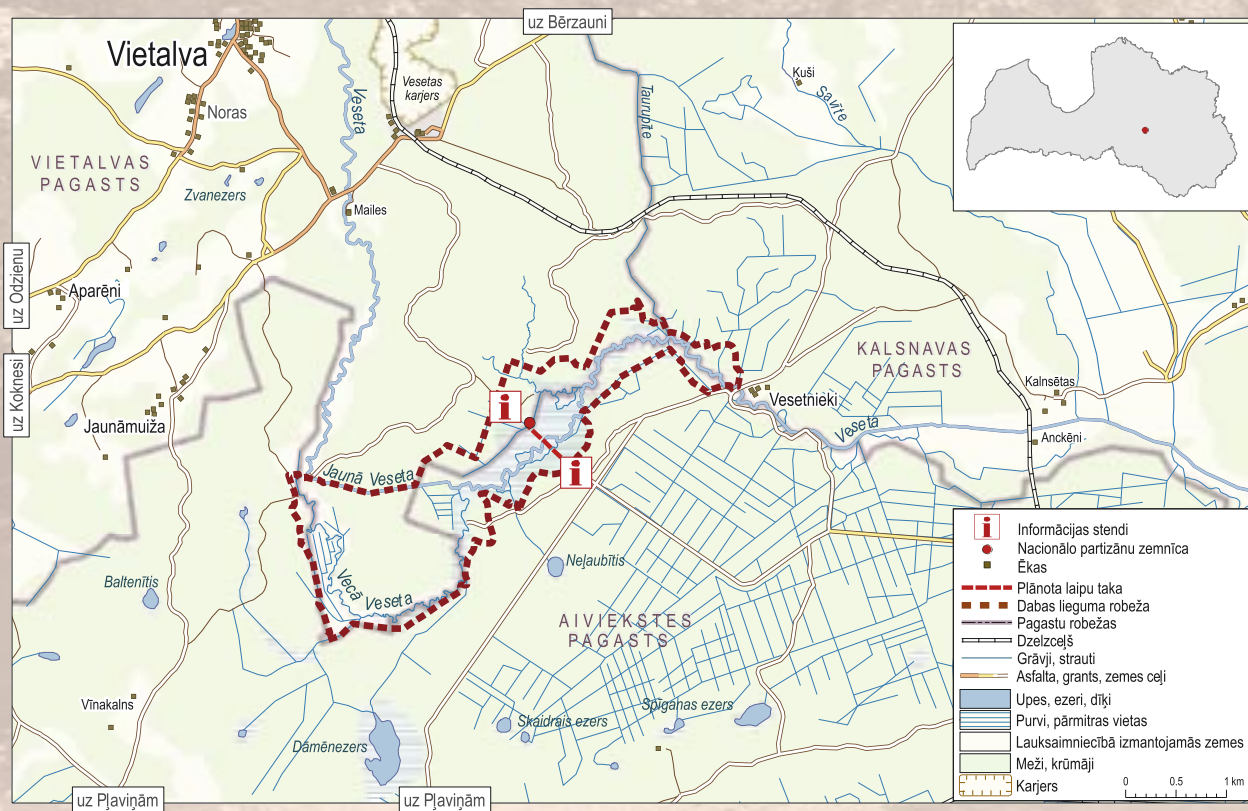 uz Bērzauni
Vietalva
Vesetas
karjers
Kuši
Savīte
Veseta
Taurupīte
Noras
VIETALVAS
PAGASTS
Zvanezers
Mailes
uz Odzienu
Aparēni
uz Koknesi
KALSNAVAS
PAGASTS
Kalnsētas
Vesetnieki
Jaunāmuiža
Veseta
Anckēni
Jaunā Veseta
Neļaubītis
Baltenītis
Vecā Veseta
AIVIEKSTES
PAGASTS
Vīnakalns
Skaidrais ezers
Spīganas ezers
Dāmēnezers
uz Pļaviņām
uz Pļaviņām
Informācijas stendi
Nacionālo partizānu zemnīca
Ēkas
Plānota laipu taka
Dabas lieguma robeža
Pagastu robežas
Dzelzceļš
Grāvji, strauti
Asfalta, grants, zemes ceļi
Upes, ezeri, dīķi
Purvi, pārmitras vietas
Lauksaimniecībā izmantojamās zemes
Meži, krūmāji
Karjers
0 0.5 1 km